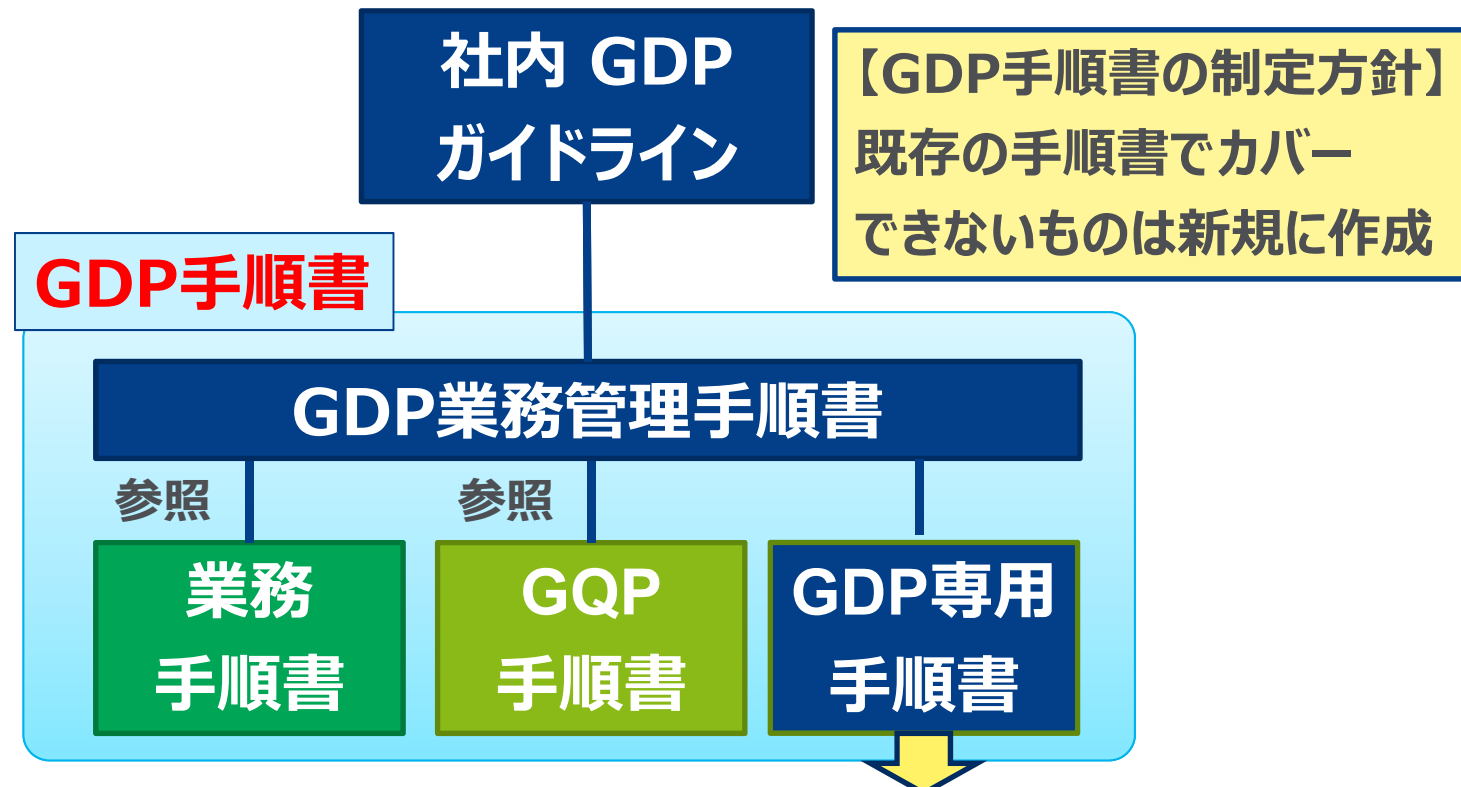 社内 GDP
ガイドライン
【GDP手順書の制定方針】
既存の手順書でカバー
できないものは新規に作成
GDP手順書
GDP業務管理手順書
参照
参照
業務
手順書
GQP
手順書
GDP専用
手順書